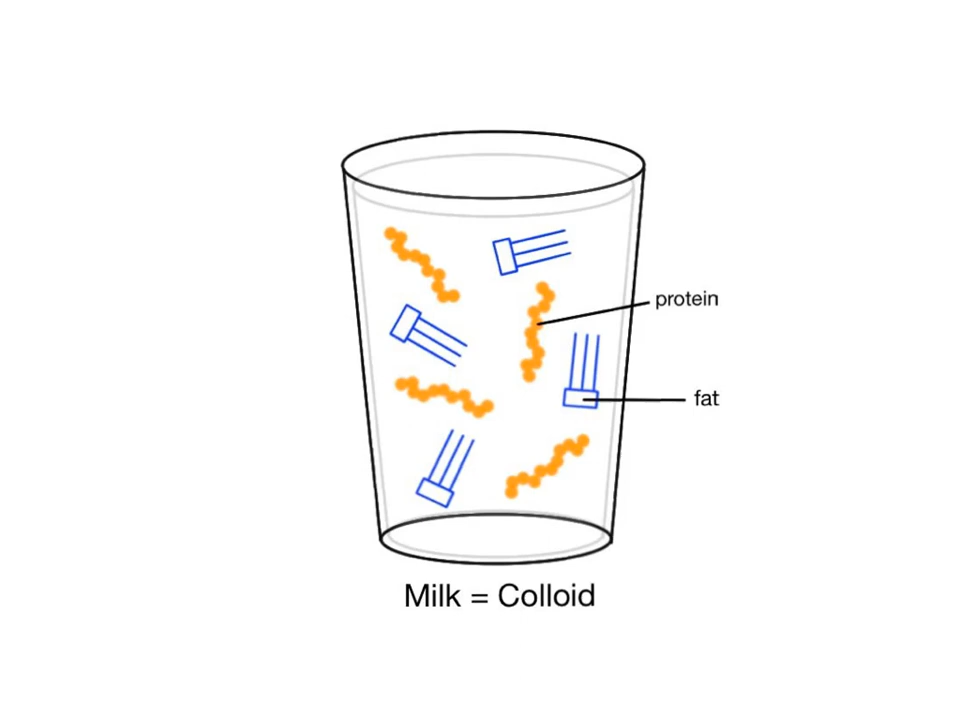 protein
fat
Milk = Colloid